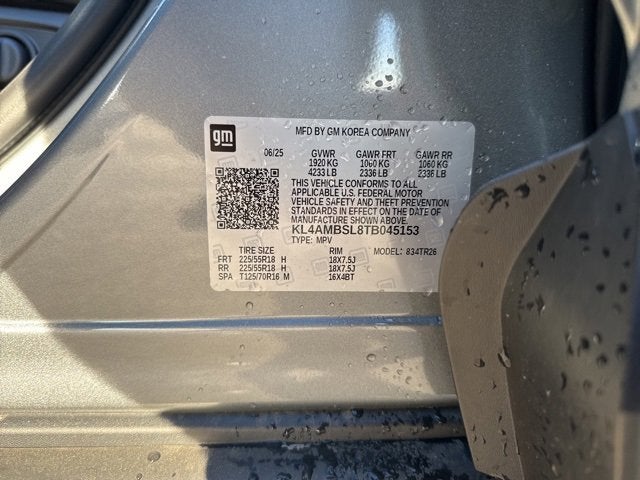 gm
MFD BY GM KOREA COMPANY
06/25 GVWR GAWR FRT GAWR RR
1920 KG 1060 KG 1060 KG
4233 LB 2336 LB 2336 LB
THIS VEHICLE CONFORMS TO ALL
APPLICABLE U.S. FEDERAL MOTOR
VEHICLE SAFETY AND THEFT PREVENTION
STANDARDS IN EFFECT ON THE DATE OF
MANUFACTURE SHOWN ABOVE.
KL4AMBSL8TB045153
TYPE: MPV
TIRE SIZE RIM MODEL: 834TR26
FRT 225/55R18 H 18X7.5J
RR 225/55R18 H 18X7.5J
SPA T125/70R16 M 16X4BT